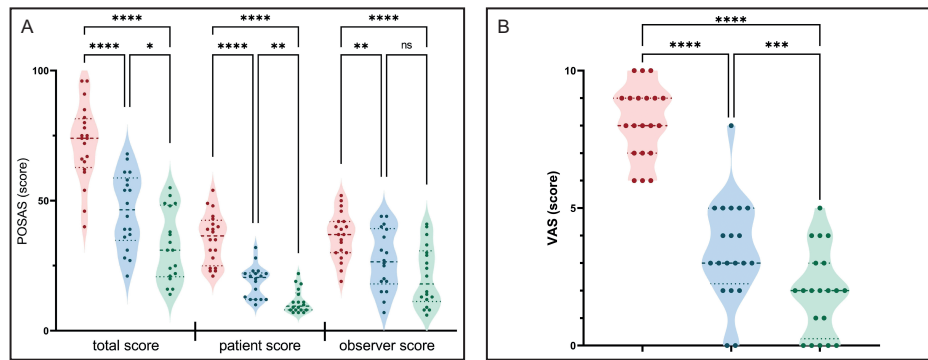 A
****
****
*
****
****
**
****
**
ns
POSAS (score)
100
50
0
total score
patient score
observer score
B
****
****
***
VAS (score)
10
5
0